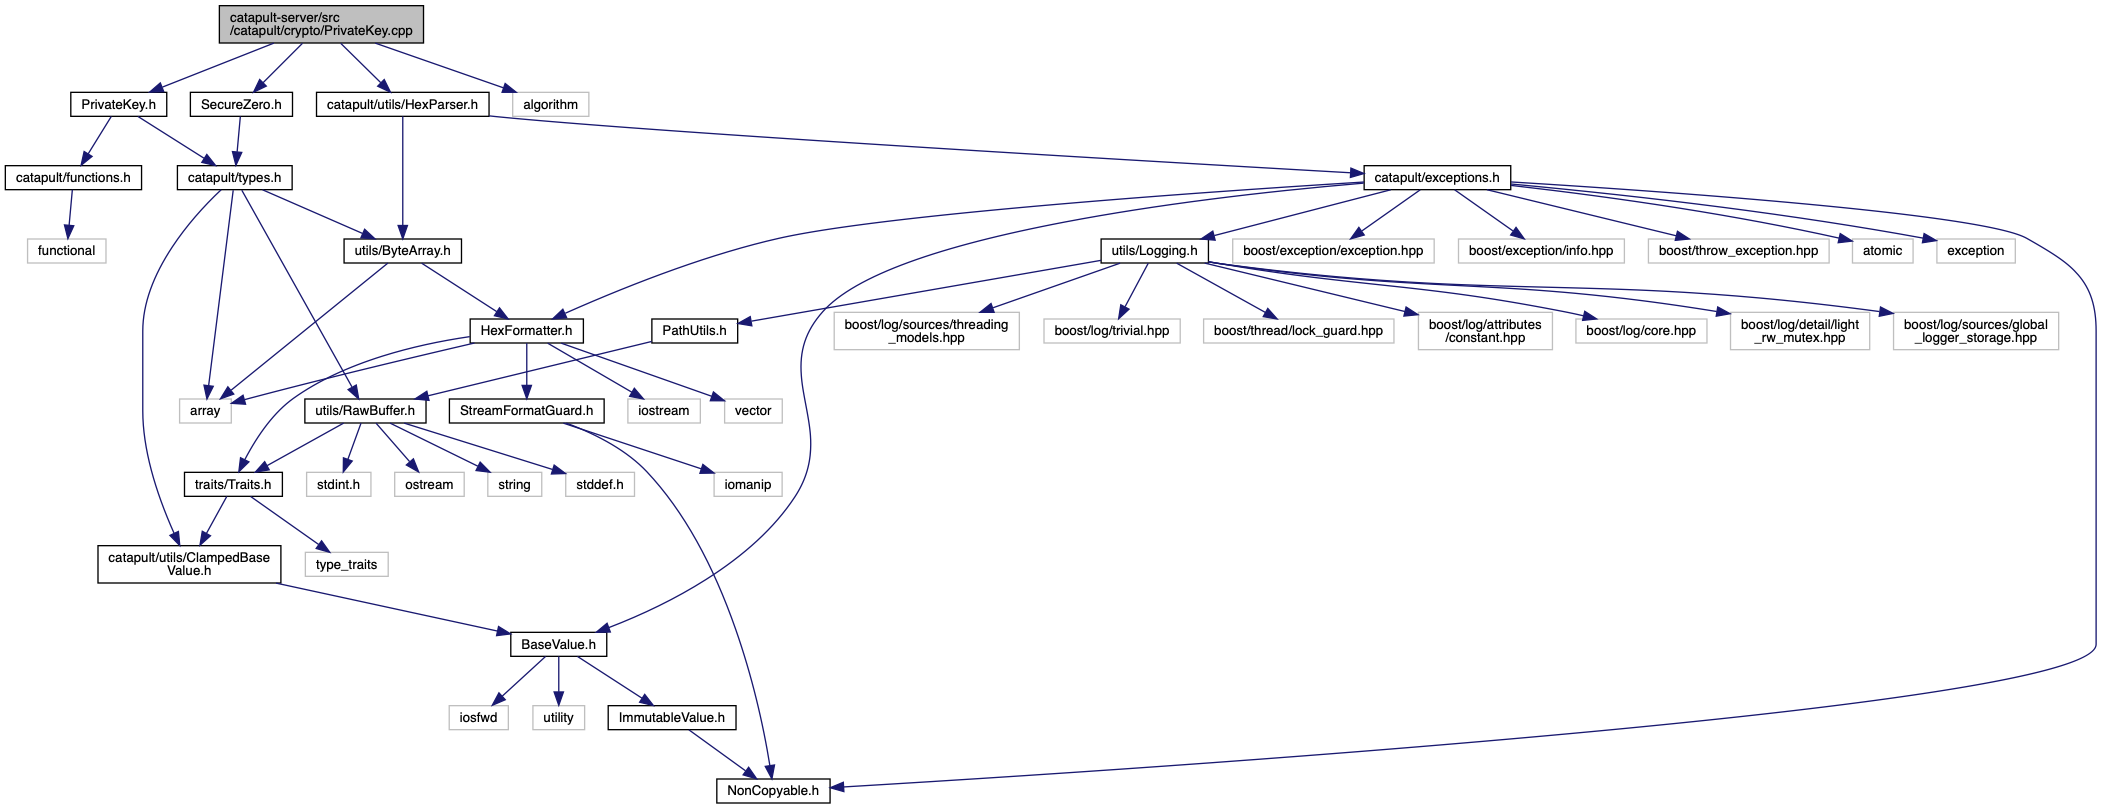 catapult-server/src
/catapult/crypto/PrivateKey.cpp
PrivateKey.h
SecureZero.h
catapult/utils/HexParser.h
algorithm
catapult/functions.h
catapult/types.h
catapult/exceptions.h
functional
utils/ByteArray.h
utils/Logging.h
boost/exception/exception.hpp
boost/exception/info.hpp
boost/throw_exception.hpp
atomic
exception
HexFormatter.h
PathUtils.h
boost/log/sources/threading
_models.hpp
boost/log/trivial.hpp
boost/thread/lock_guard.hpp
boost/log/attributes
/constant.hpp
boost/log/core.hpp
boost/log/detail/light
_rw_mutex.hpp
boost/log/sources/global
_logger_storage.hpp
array
utils/RawBuffer.h
StreamFormatGuard.h
iostream
vector
traits/Traits.h
stdint.h
ostream
string
stddef.h
iomanip
catapult/utils/ClampedBase
Value.h
type_traits
BaseValue.h
iosfwd
utility
ImmutableValue.h
NonCopyable.h